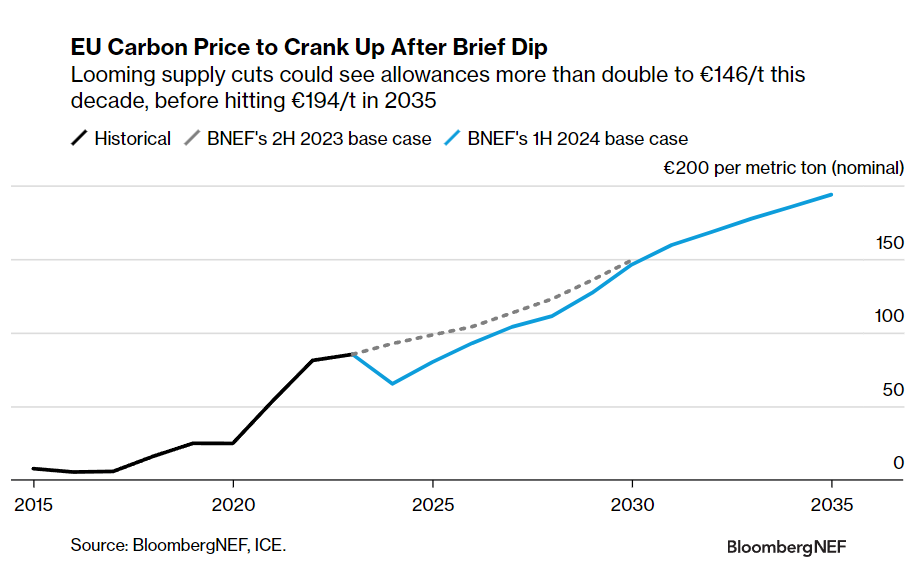 EU Carbon Price to Crank Up After Brief Dip
Looming supply cuts could see allowances more than double to €146/t this
decade, before hitting €194/t in 2035
Historical BNEF's 2H 2023 base case BNEF's 1H 2024 base case
€200 per metric ton (nominal)
150
100
50
0
2015 2020 2025 2030 2035
Source: BloombergNEF, ICE.
BloombergNEF